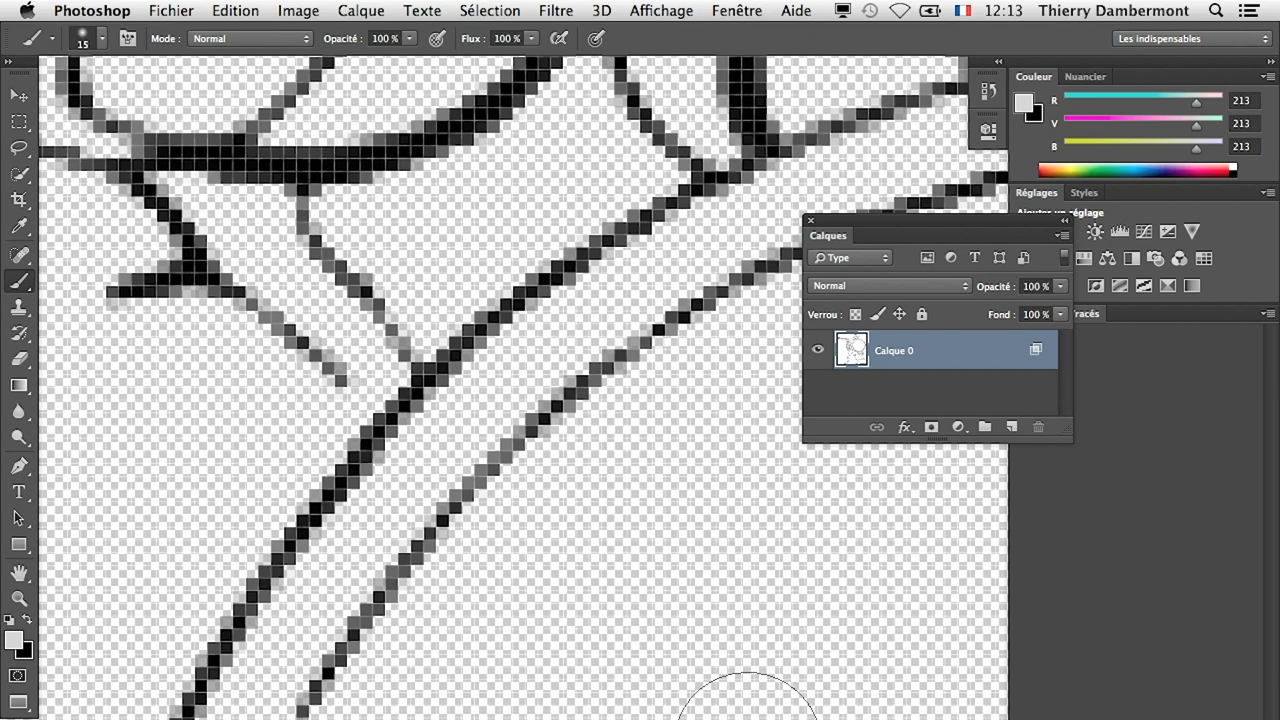 Photoshop Fichier Edition Image Calque Texte Sélection Filtre 3D Affichage Fenêtre Aide 12:13 Thierry Dambermont
15 Mode : Normal Opacité : 100 % Flux : 100 % Les indispensables
Couleur Nuancier
R 213
V 213
B 213
Réglages Styles
Ajouter un réglage
Calques
Type
Normal Opacité : 100 %
Verrou : Fond : 100 %
Calque 0
racés